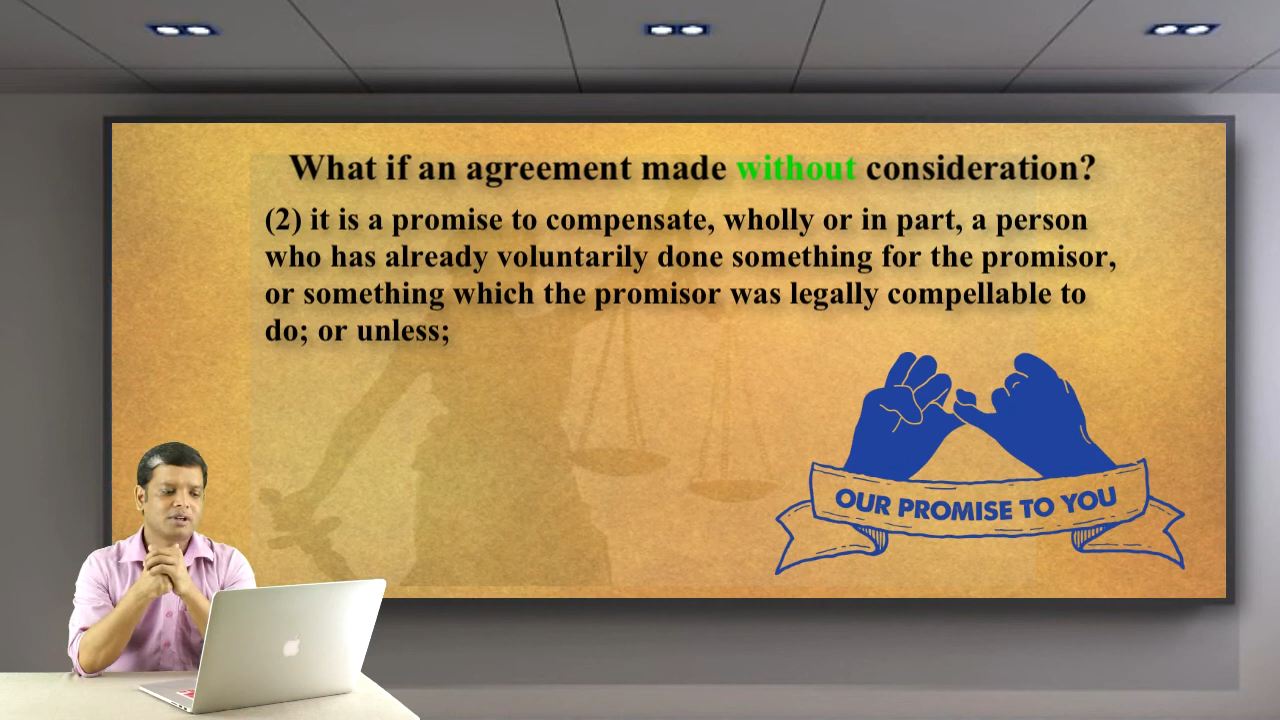 What if an agreement made without consideration?
(2) it is a promise to compensate, wholly or in part, a person
who has already voluntarily done something for the promisor,
or something which the promisor was legally compellable to
do; or unless;
OUR PROMISE TO YOU